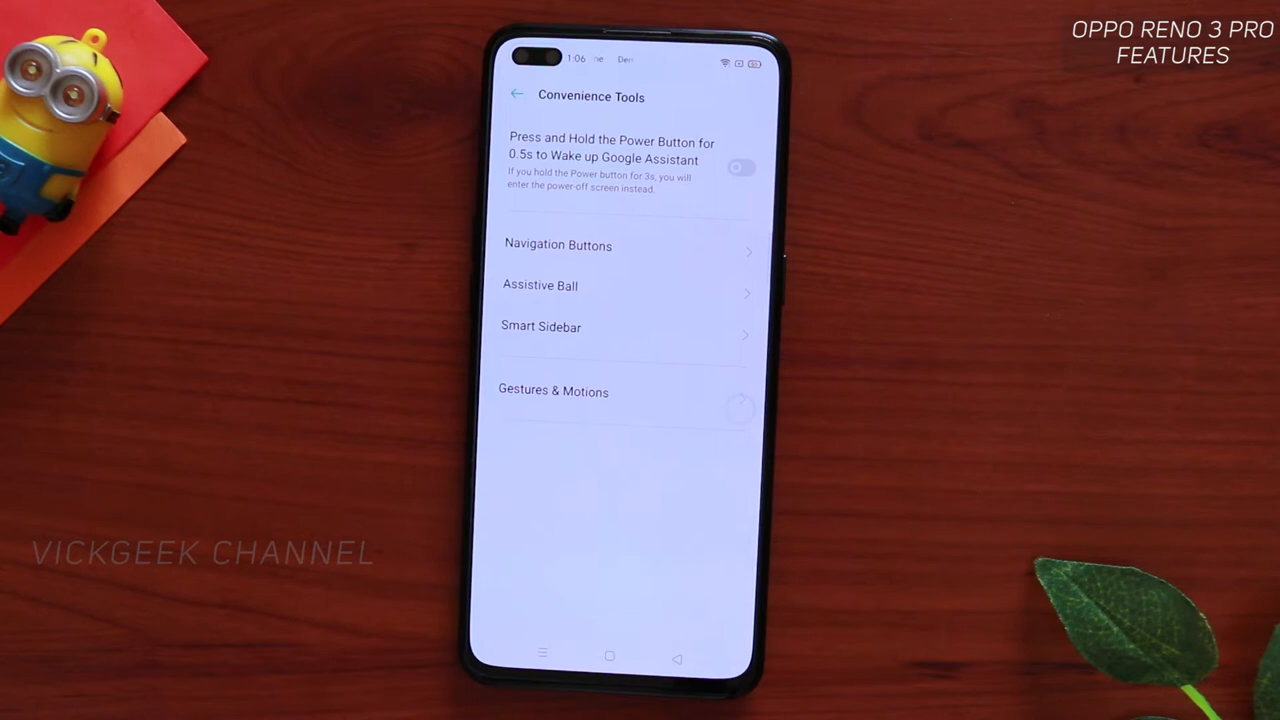 OPPO RENO 3 PRO
FEATURES
1:06
Convenience Tools
Press and Hold the Power Button for
0.5s to Wake up Google Assistant
If you hold the Power button for 3s, you will
enter the power-off screen instead.
Navigation Buttons
Assistive Ball
Smart Sidebar
Gestures & Motions
VICKGEEK CHANNEL